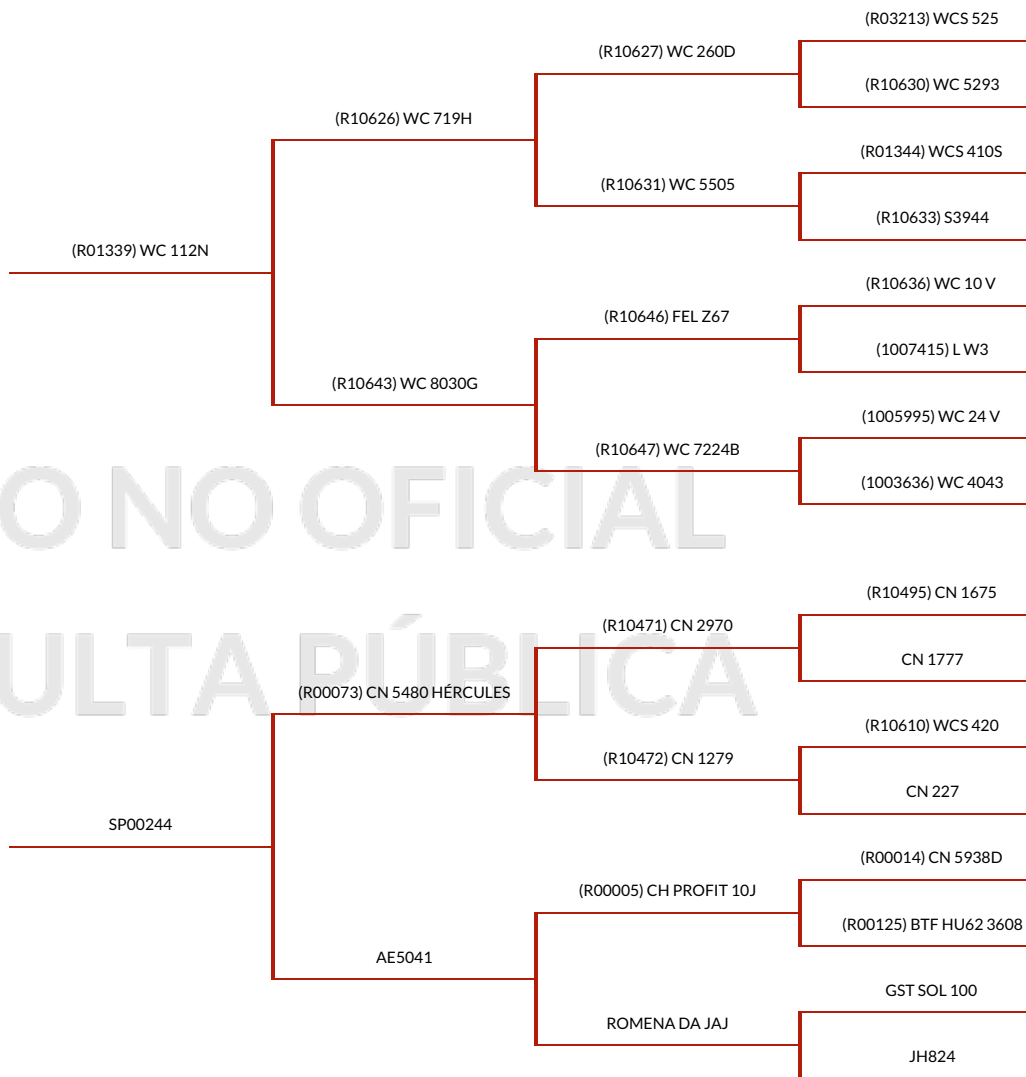 (R03213) WCS 525
(R10627) WC 260D
(R10630) WC 5293
(R10626) WC 719H
(R01344) WCS 410S
(R10631) WC 5505
(R10633) S3944
(R01339) WC 112N
(R10636) WC 10 V
(R10646) FEL Z67
(1007415) L W3
(R10643) WC 8030G
(1005995) WC 24 V
(R10647) WC 7224B
(1003636) WC 4043
O NO OFICIAL
(R10495) CN 1675
(R10471) CN 2970
CN 1777
ULTA PÚBLICA
(R00073) CN 5480 HÉRCULES
(R10610) WCS 420
(R10472) CN 1279
CN 227
SP00244
(R00014) CN 5938D
(R00005) CH PROFIT 10J
(R00125) BTF HU62 3608
AE5041
GST SOL 100
ROMENA DA JAJ
JH824